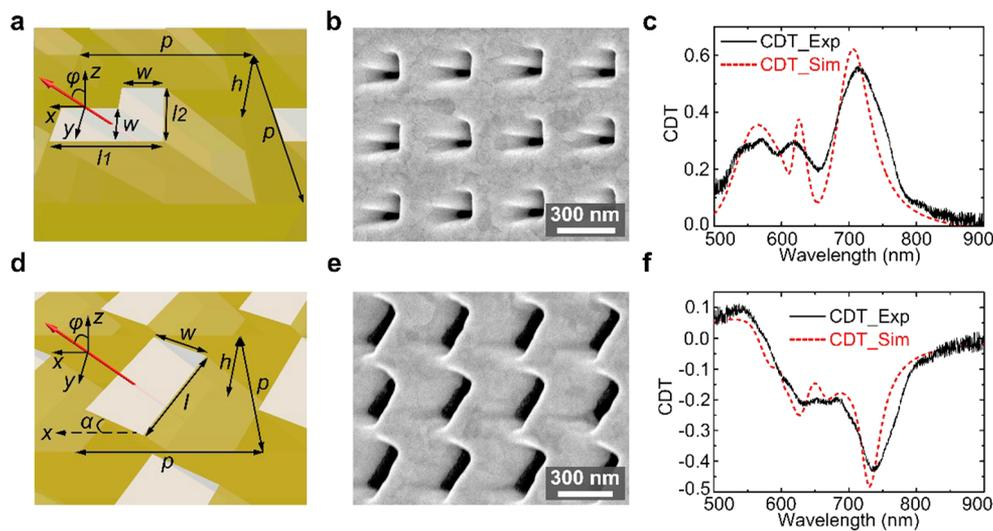 a
p
w
h
φ
z
x
y
w
l2
p
l1
b
300 nm
c
CDT_Exp
CDT_Sim
CDT
0.6
0.4
0.2
0.0
500 600 700 800 900
Wavelength (nm)
d
φ
z
x
y
w
h
p
l
α
x
p
e
300 nm
f
CDT_Exp
CDT_Sim
CDT
0.1
0.0
-0.1
-0.2
-0.3
-0.4
-0.5
500 600 700 800 900
Wavelength (nm)